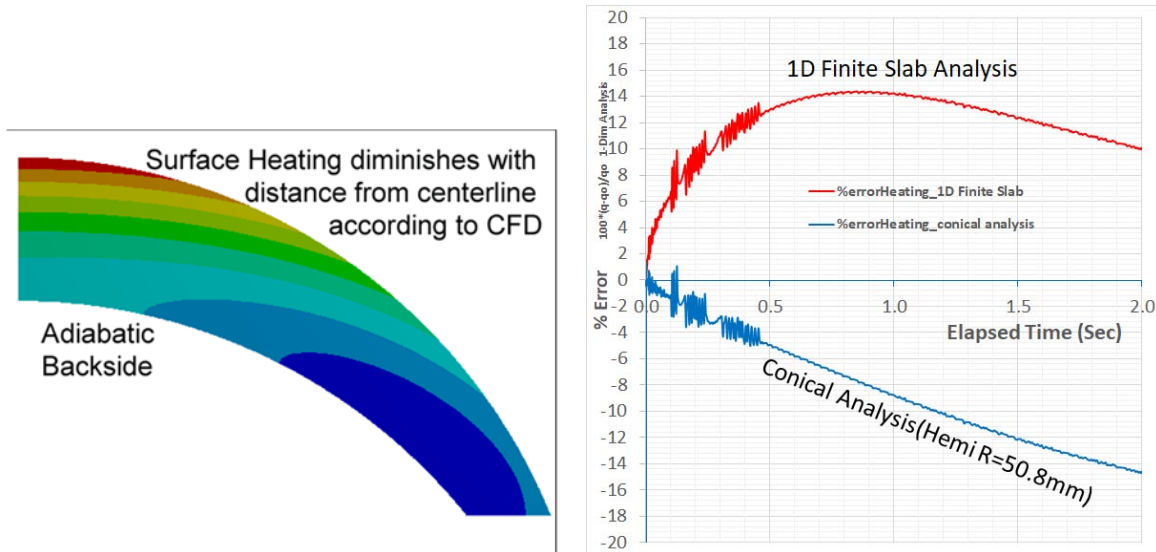 Surface Heating diminishes with
distance from centerline
according to CFD
Adiabatic
Backside
20
18
16
14
12
10
8
6
4
2
0
-2
-4
-6
-8
-10
-12
-14
-16
-18
-20
% Error
100*(q-qo)/qo 1-Dim Analysis
1D Finite Slab Analysis
%errorHeating_1D Finite Slab
%errorHeating_conical analysis
0.0
0.5
1.0
1.5
2.0
Elapsed Time (Sec)
Conical Analysis(Hemi R=50.8mm)